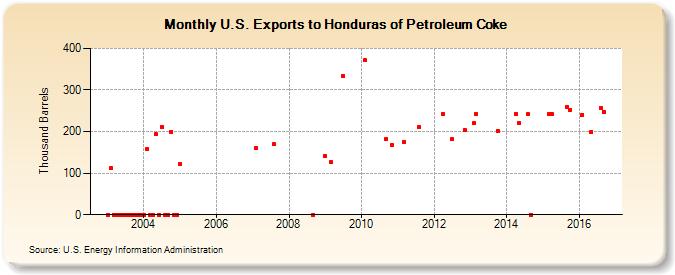 Monthly U.S. Exports to Honduras of Petroleum Coke
Thousand Barrels
400
300
200
100
0
2004 2006 2008 2010 2012 2014 2016
Source: U.S. Energy Information Administration